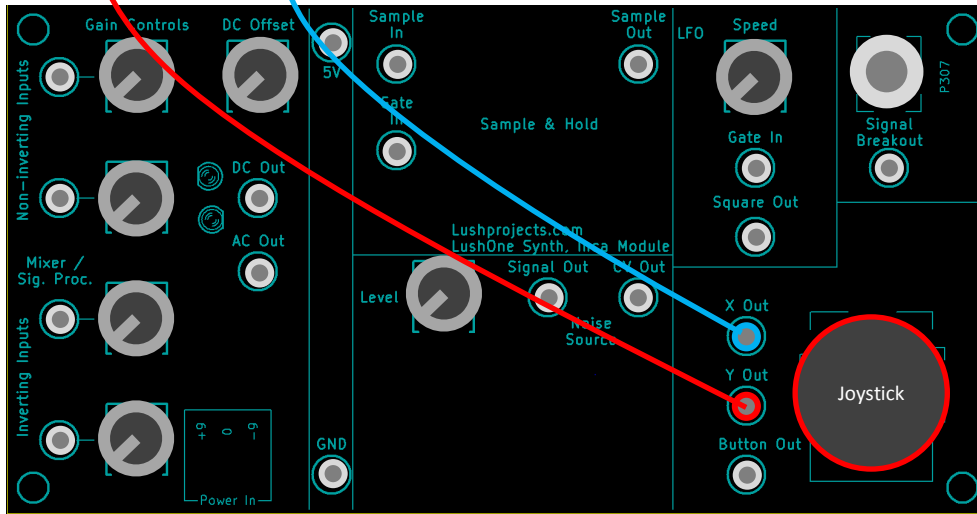 Gain Controls
DC Offset
5V
Sample
In
Sample
Out
LFO
Speed
P307
Gate
In
Sample & Hold
Signal
Breakout
Gate In
Non-inverting Inputs
DC Out
Square Out
AC Out
Lushprojects.com
LushOne Synth,
Module
Mixer /
Sig. Proc.
Signal Out
CV Out
Level
Noise
Source
X Out
Y Out
Joystick
Inverting Inputs
+9
0
-9
Power In
GND
Button Out